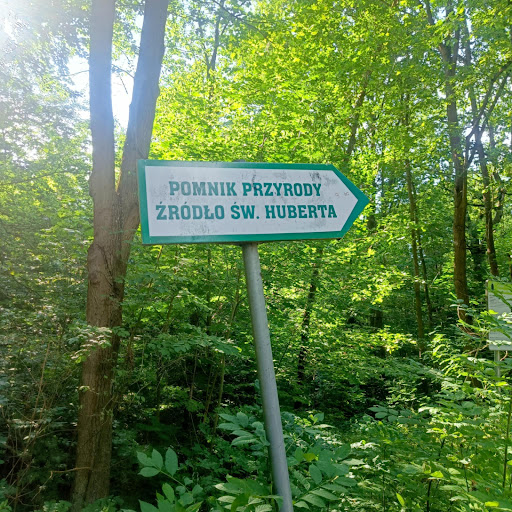 POMNIK PRZYRODY
ŹRÓDŁO ŚW. HUBERTA